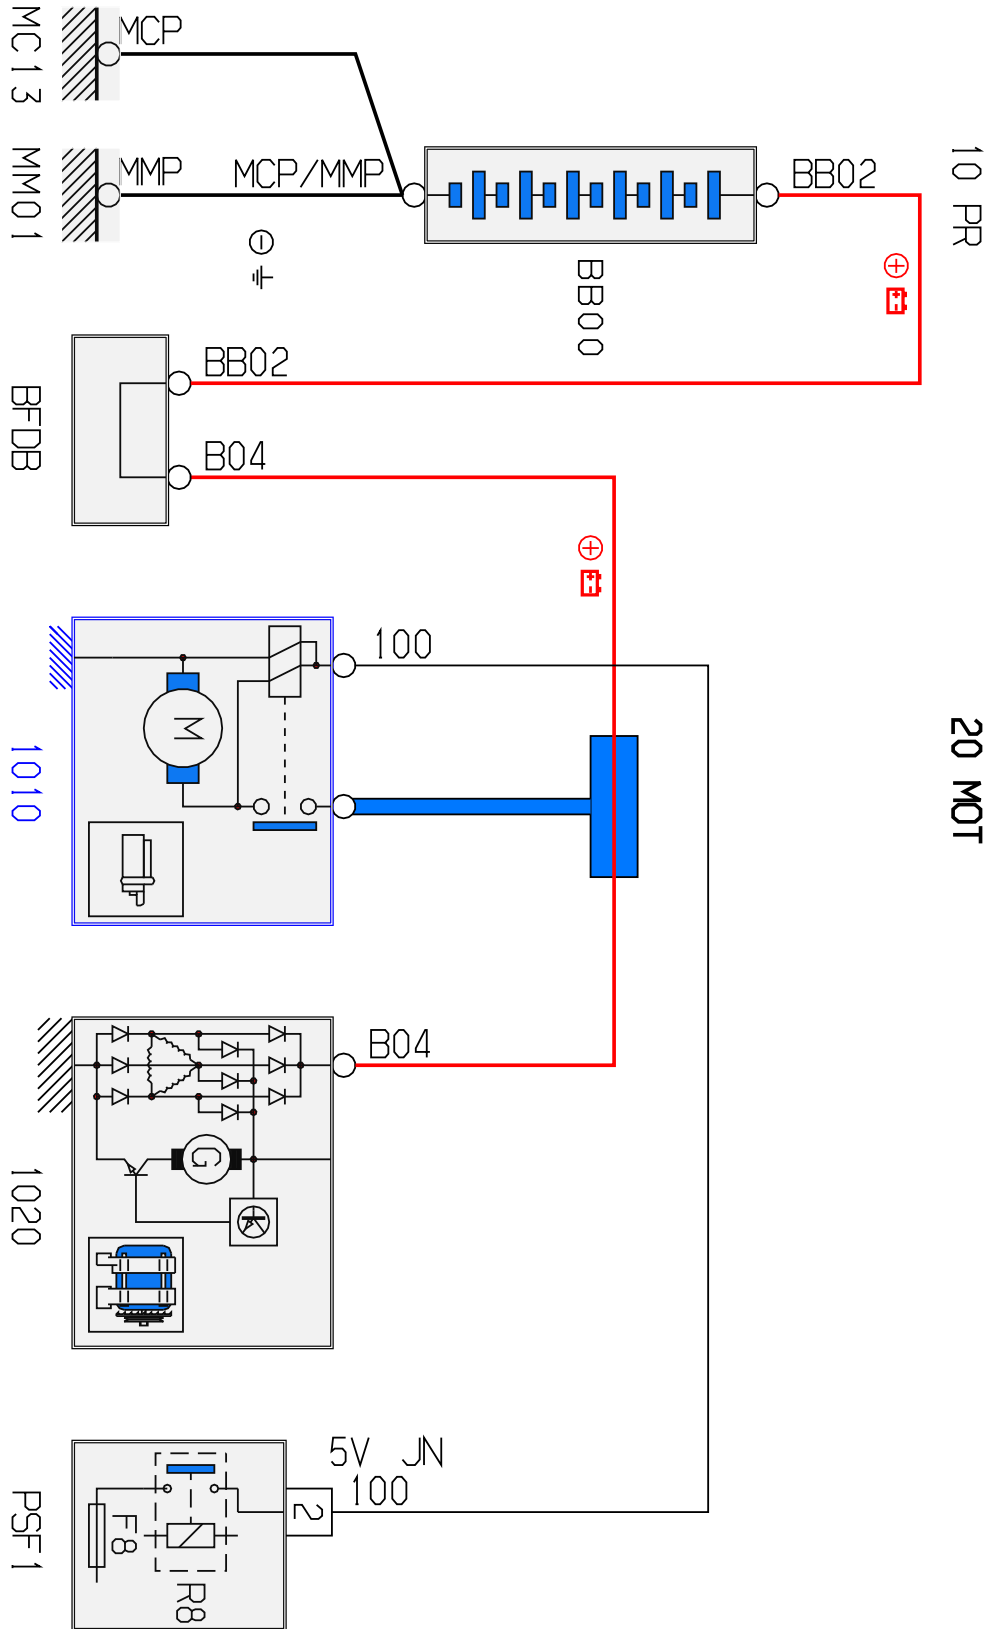 MCP
MC13
MMP
MCP/MMP
MM01
BB02
10 PR
BB00
BB02
B04
BFDB
100
M
1010
20 MOT
B04
G
1020
5V JN
100
2
F8
R8
PSF1